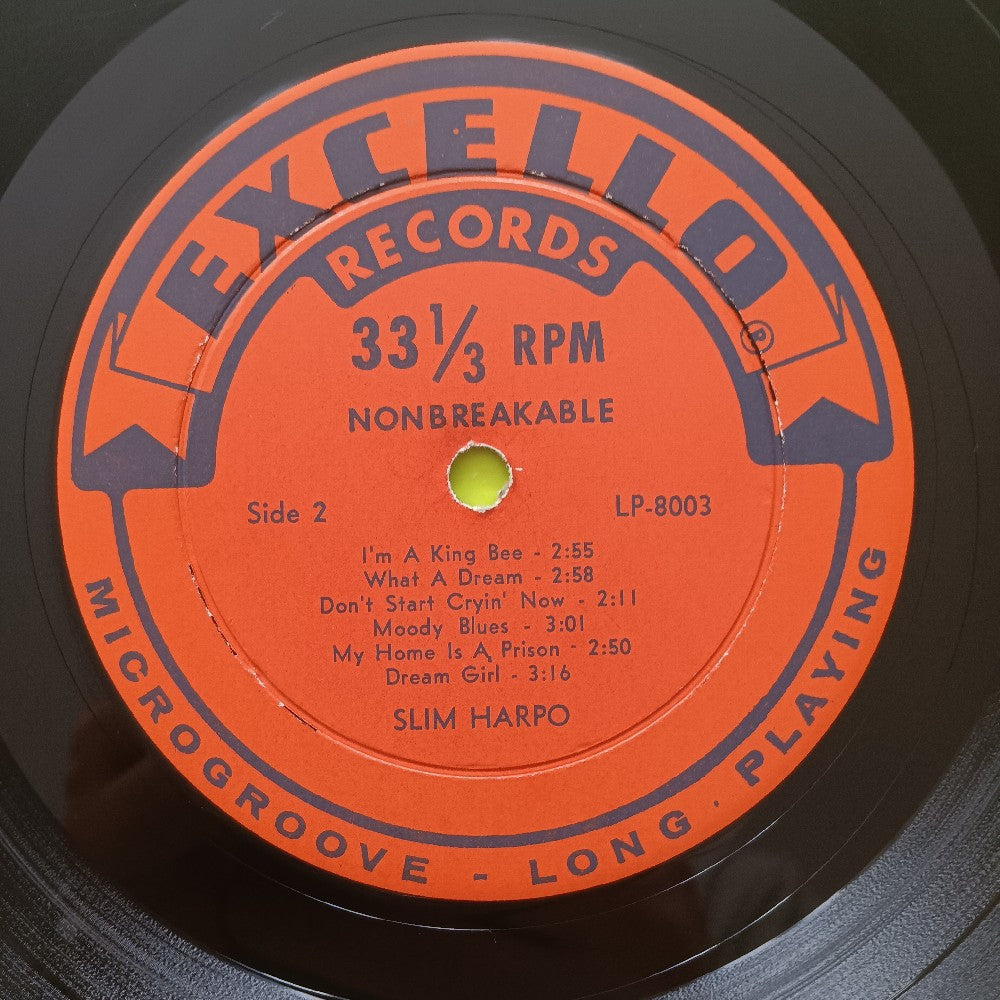 EXCELLO
®
RECORDS
33 1/3 RPM
NONBREAKABLE
Side 2
LP-8003
I'm A King Bee - 2:55
What A Dream - 2:58
Don't Start Cryin' Now - 2:11
Moody Blues - 3:01
My Home Is A Prison - 2:50
Dream Girl - 3:16
SLIM HARPO
MICROGROOVE - LONG · PLAYING